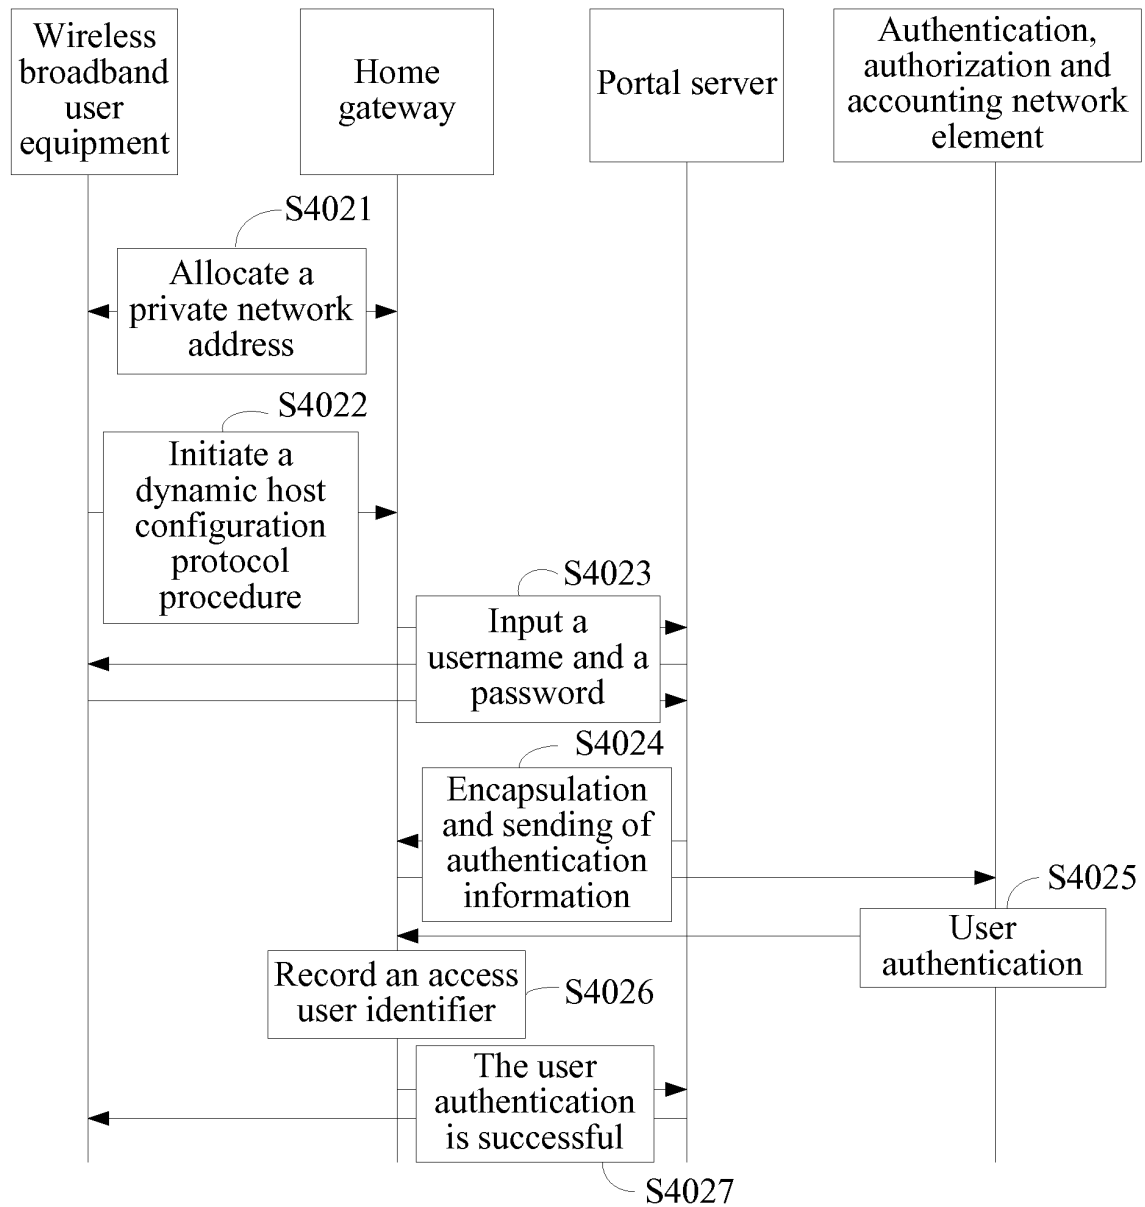 Wireless
broadband
user
equipment
Home
gateway
Portal server
Authentication,
authorization and
accounting network
element
S4021
Allocate a
private network
address
S4022
Initiate a
dynamic host
configuration
protocol
procedure
S4023
Input a
username and a
password
S4024
Encapsulation
and sending of
authentication
information
S4025
User
authentication
Record an access
user identifier
S4026
The user
authentication
is successful
S4027